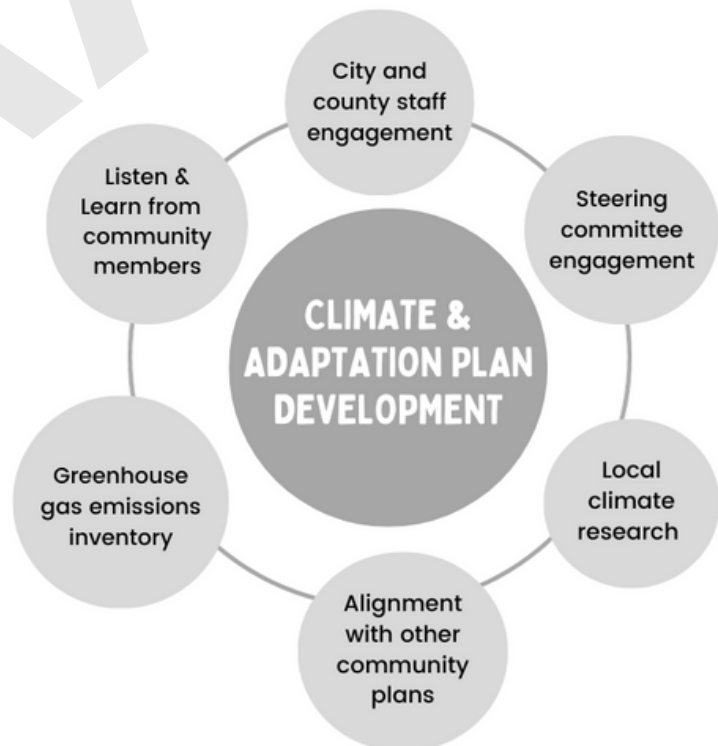 City and
county staff
engagement
Steering
committee
engagement
Local
climate
research
Alignment
with other
community
plans
Greenhouse
gas emissions
inventory
Listen &
Learn from
community
members
CLIMATE &
ADAPTATION PLAN
DEVELOPMENT